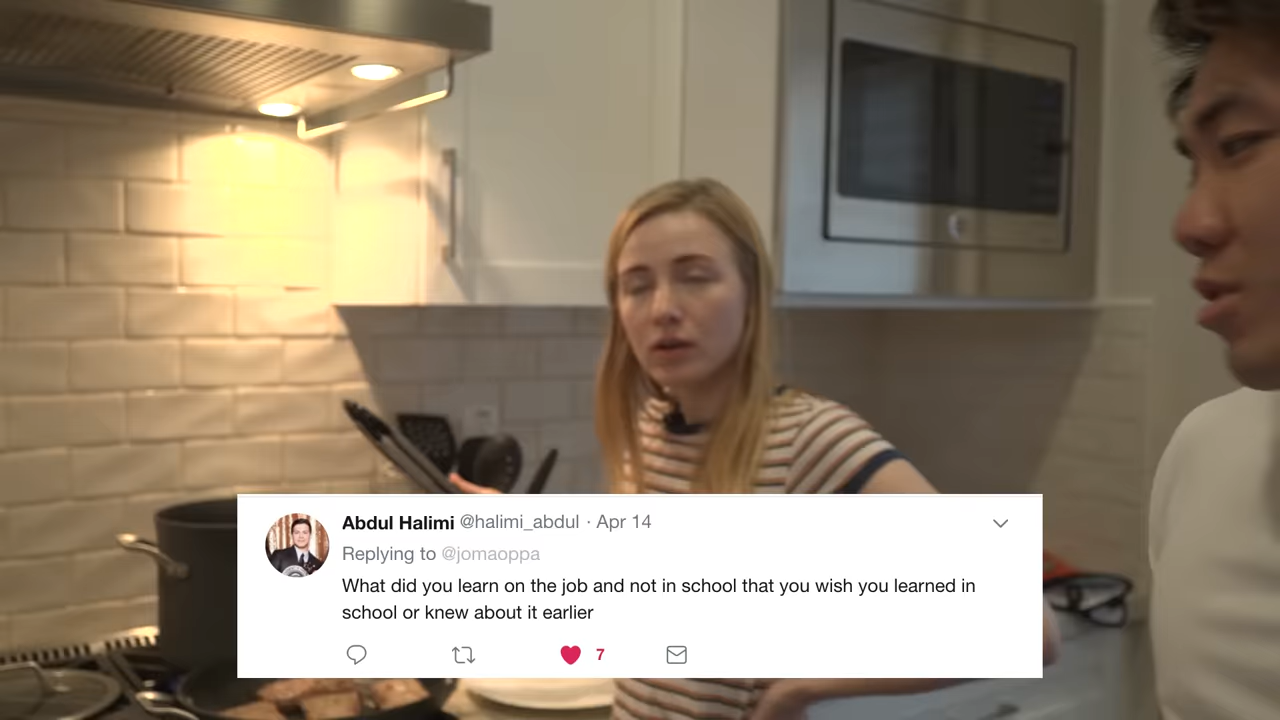 Abdul Halimi @halimi_abdul · Apr 14
Replying to @jomaoppa
What did you learn on the job and not in school that you wish you learned in
school or knew about it earlier
7